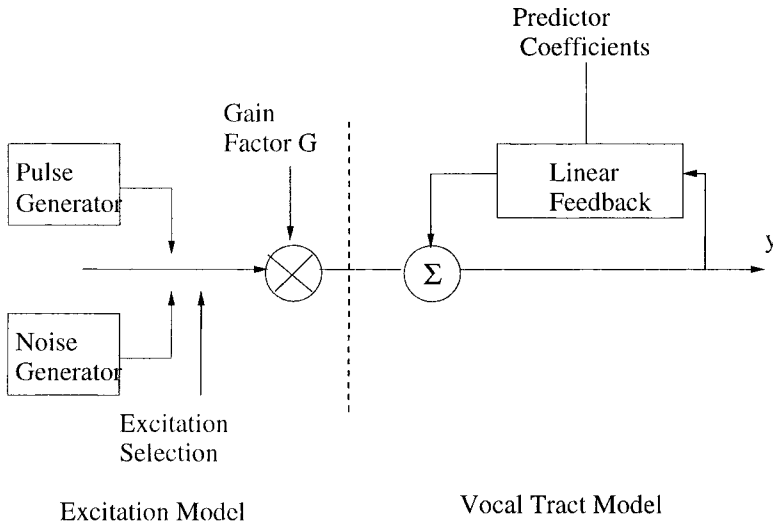 Predictor
Coefficients
Gain
Factor G
Pulse
Generator
Linear
Feedback
y
Σ
Noise
Generator
Excitation
Selection
Excitation Model
Vocal Tract Model